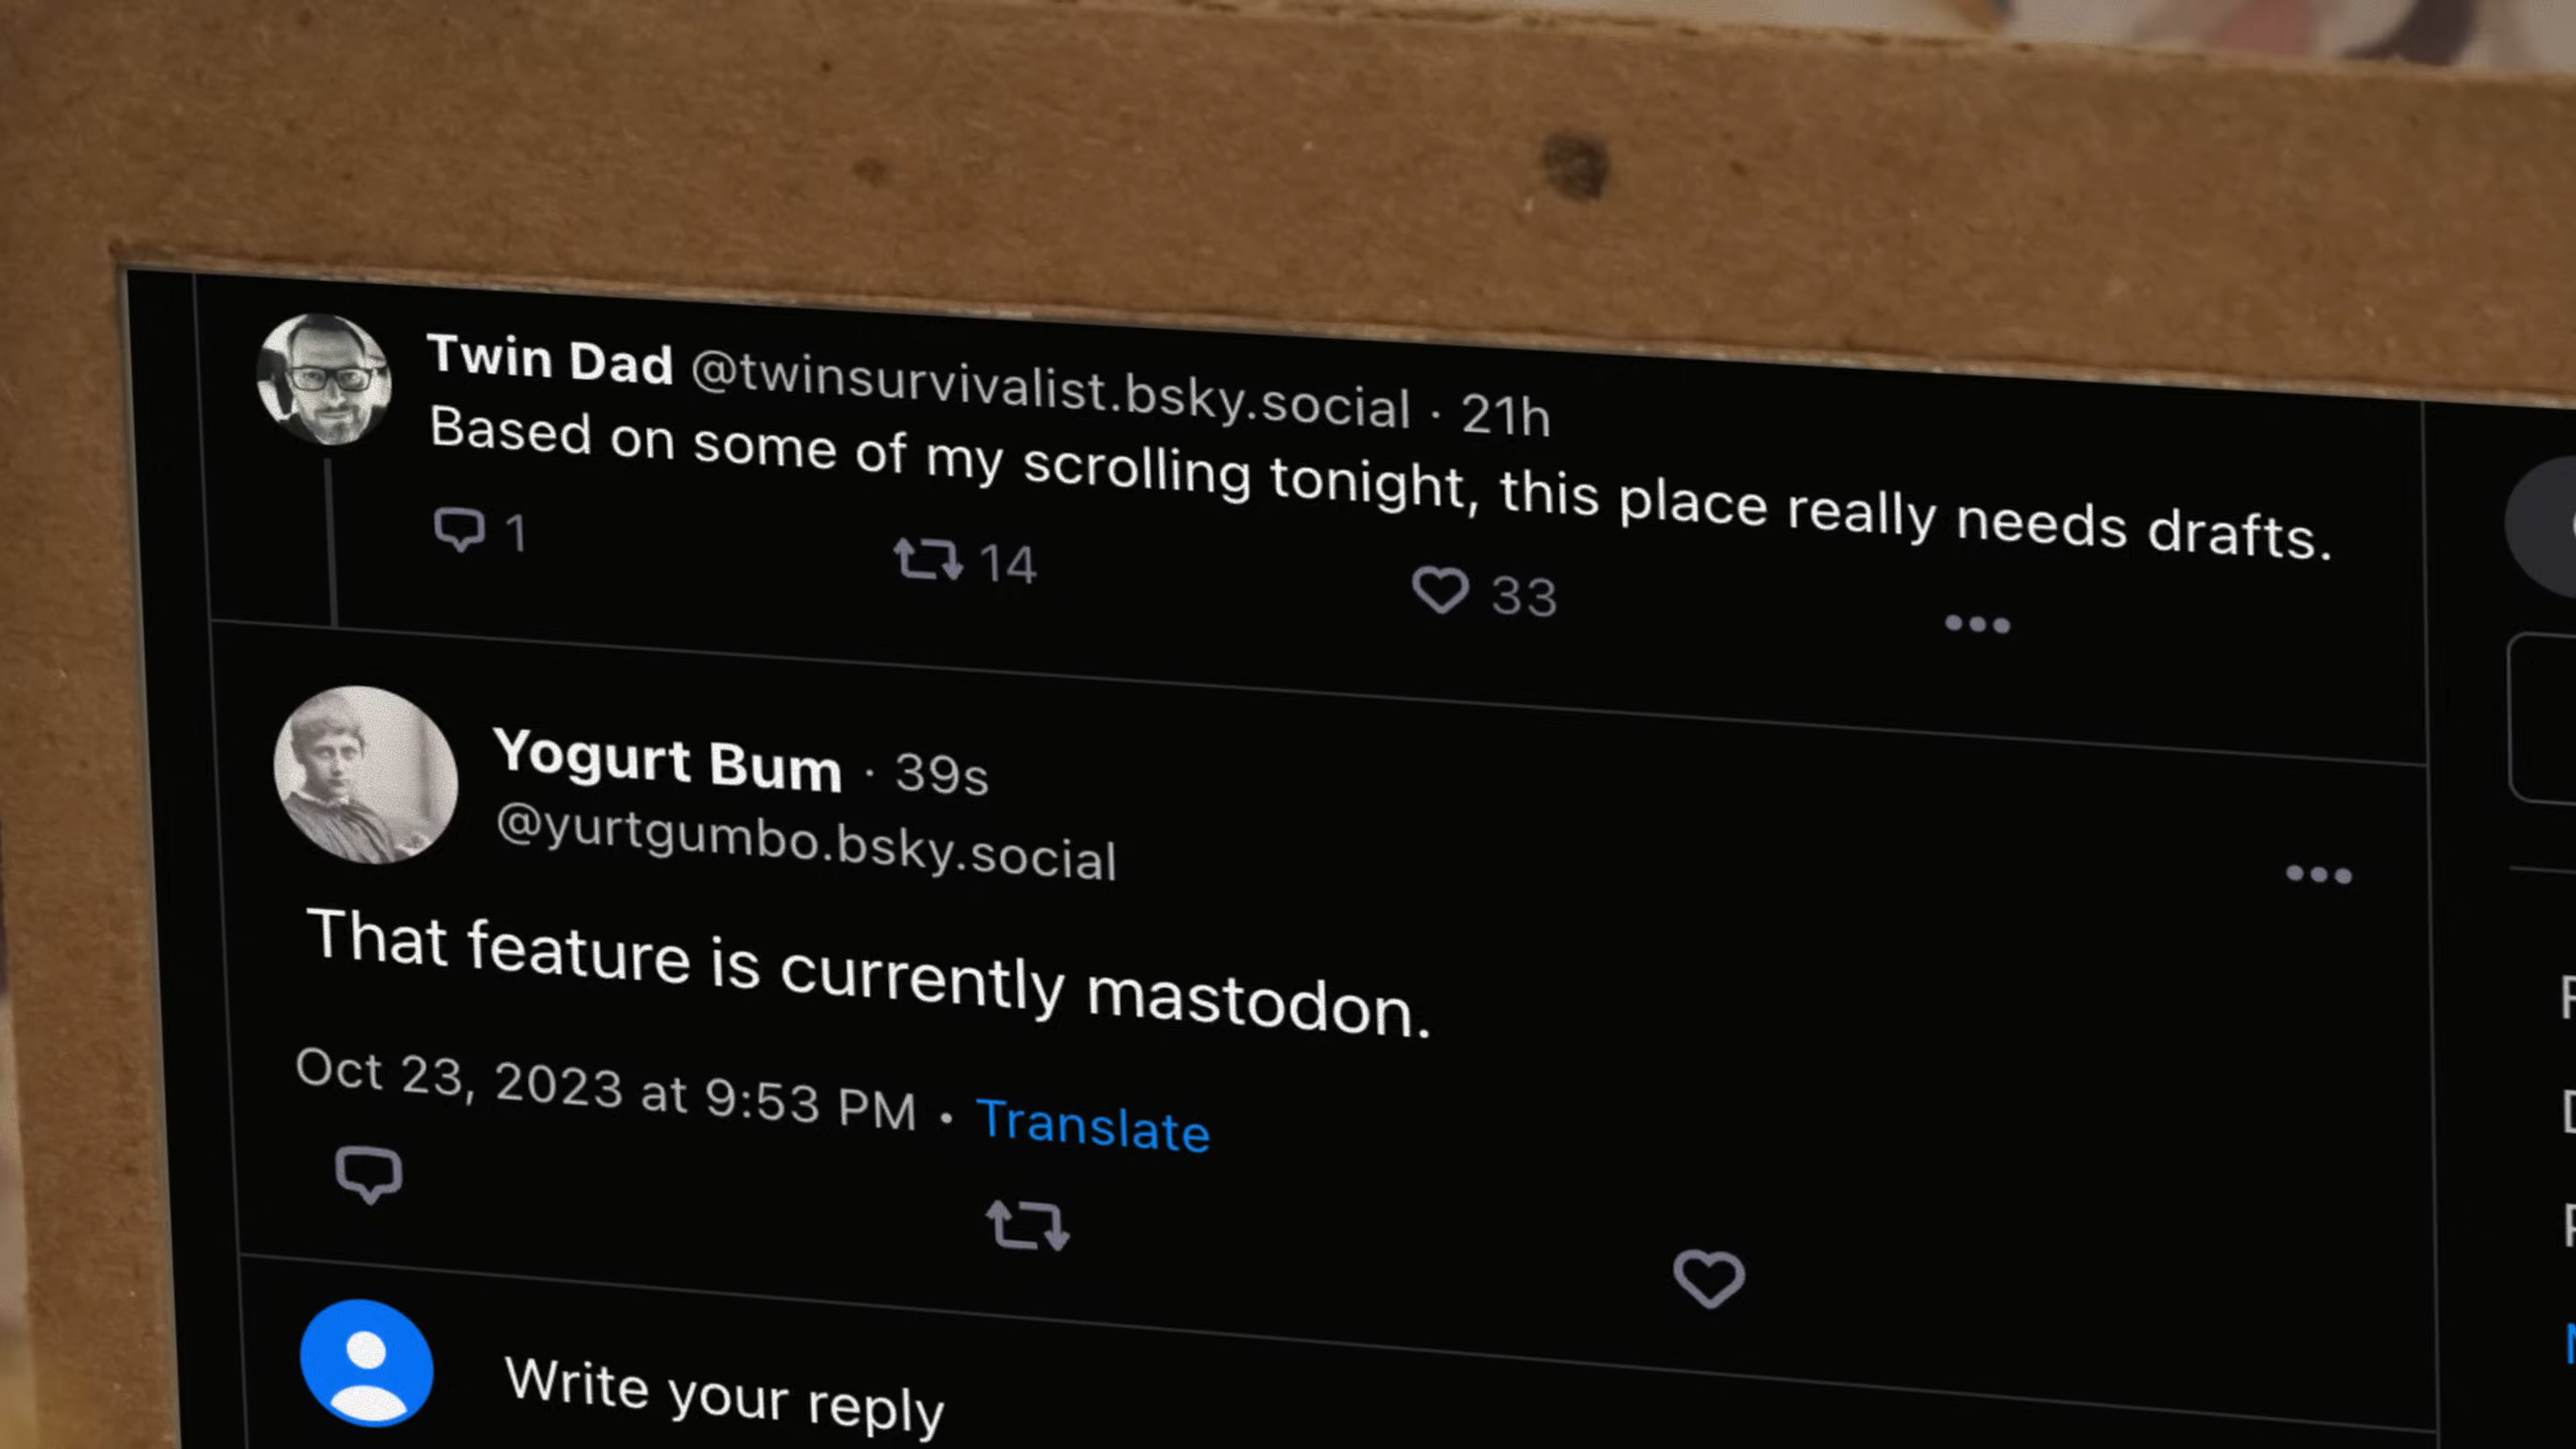 Twin Dad @twinsurvivalist.bsky.social · 21h
Based on some of my scrolling tonight, this place really needs drafts.
1 14 33
Yogurt Bum · 39s
@yurtgumbo.bsky.social
That feature is currently mastodon.
Oct 23, 2023 at 9:53 PM • Translate
Write your reply